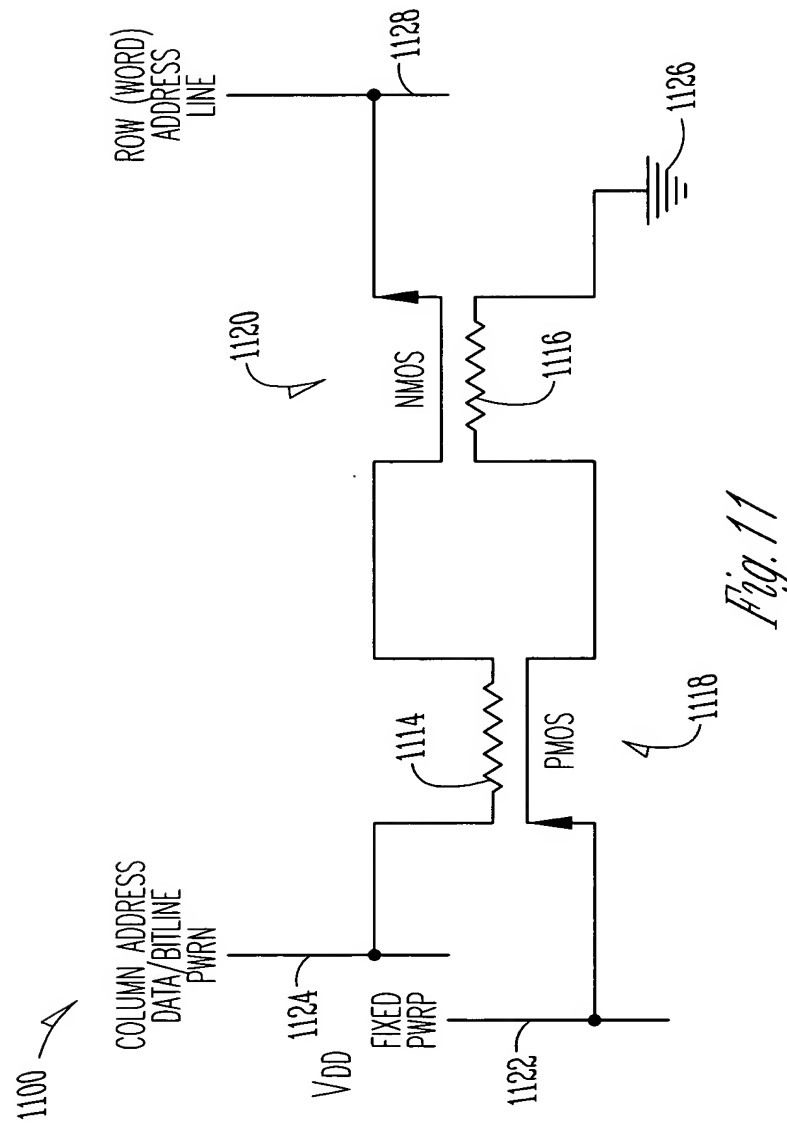 1100
COLUMN ADDRESS
DATA/BITLINE
PWRN
ROW (WORD)
ADDRESS
LINE
1124
1128
VDD
FIXED
PWRP
1122
1120
1114
NMOS
1116
1126
PMOS
1118
Fig. 11